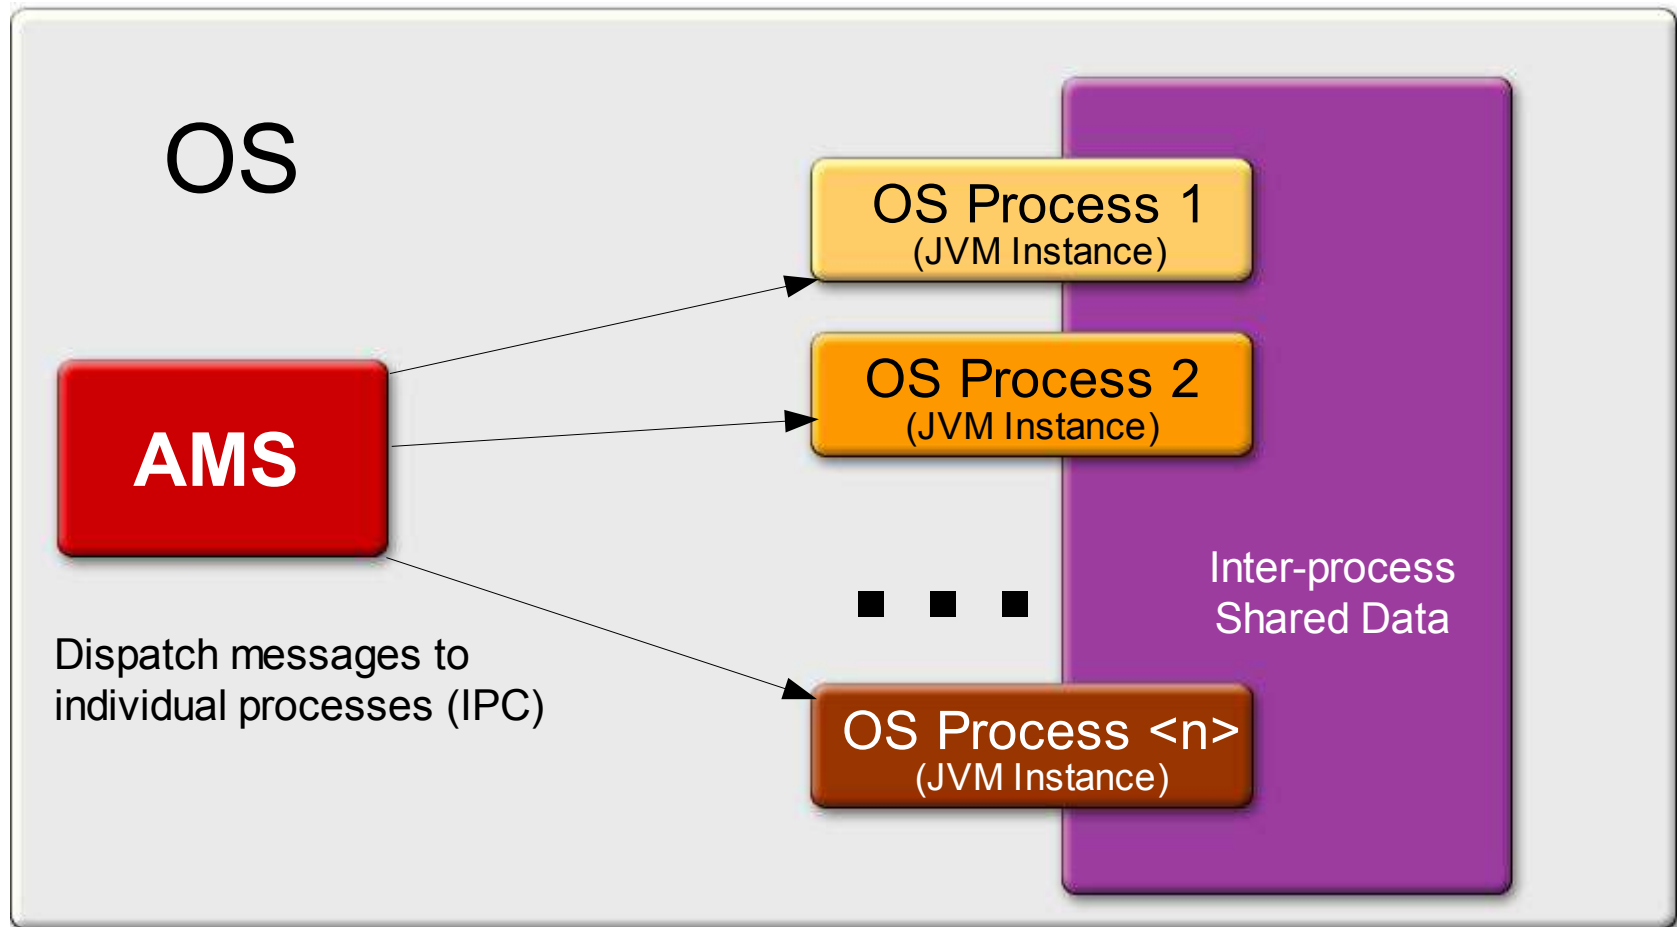 OS
OS Process 1
(JVM Instance)
OS Process 2
(JVM Instance)
AMS
Inter-process
Shared Data
Dispatch messages to
individual processes (IPC)
OS Process <n>
(JVM Instance)